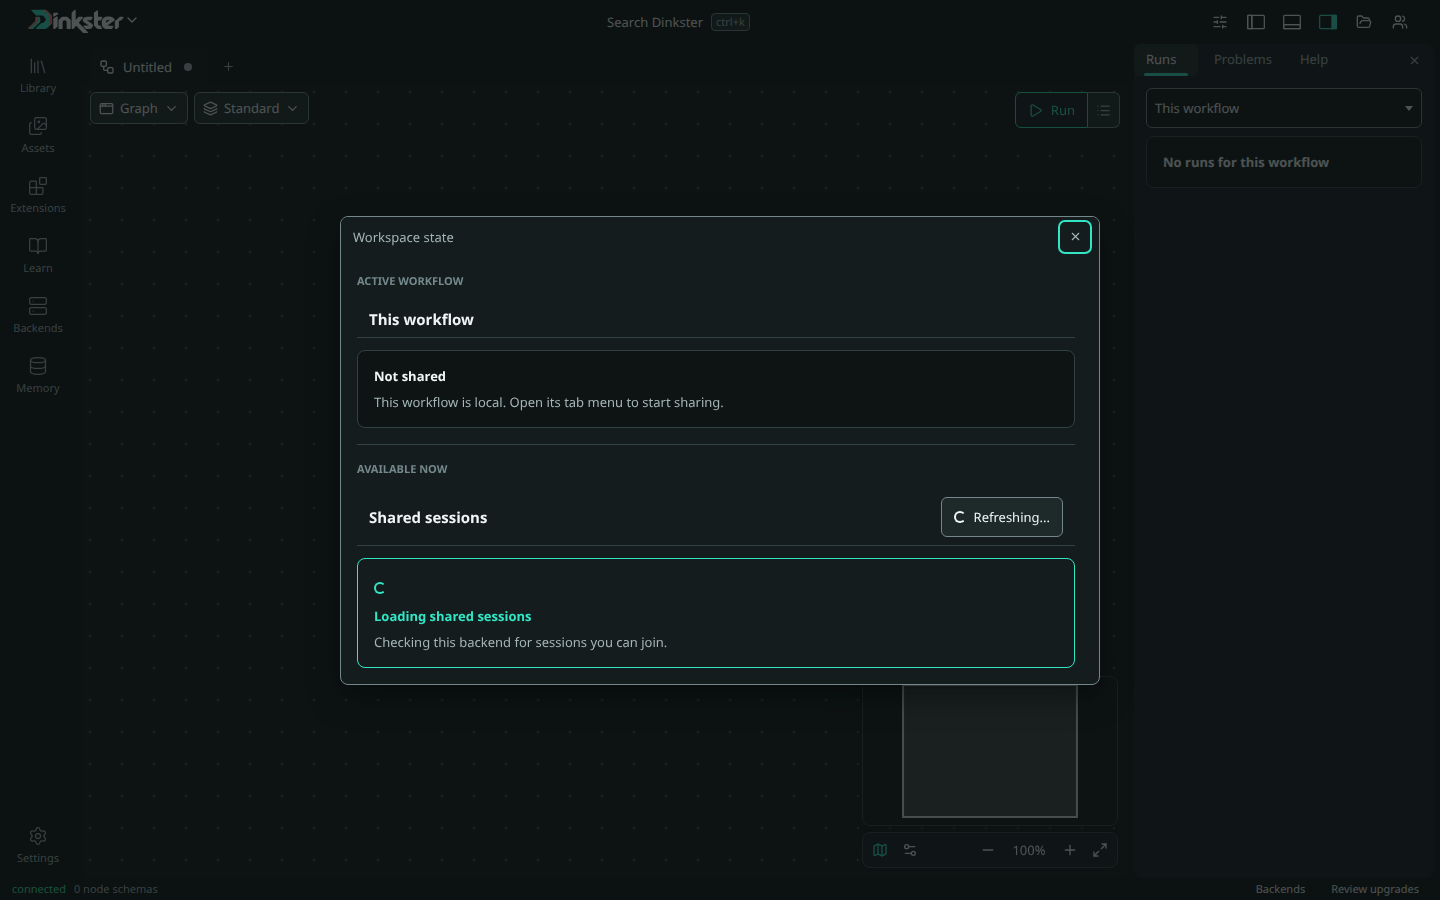 Dinkster
Search Dinkster ctrl+k
Library
Assets
Extensions
Learn
Backends
Memory
Settings
Untitled
Graph
Standard
Run
Runs Problems Help
This workflow
No runs for this workflow
Workspace state
ACTIVE WORKFLOW
This workflow
Not shared
This workflow is local. Open its tab menu to start sharing.
AVAILABLE NOW
Shared sessions
Refreshing...
Loading shared sessions
Checking this backend for sessions you can join.
100%
connected 0 node schemas
Backends Review upgrades